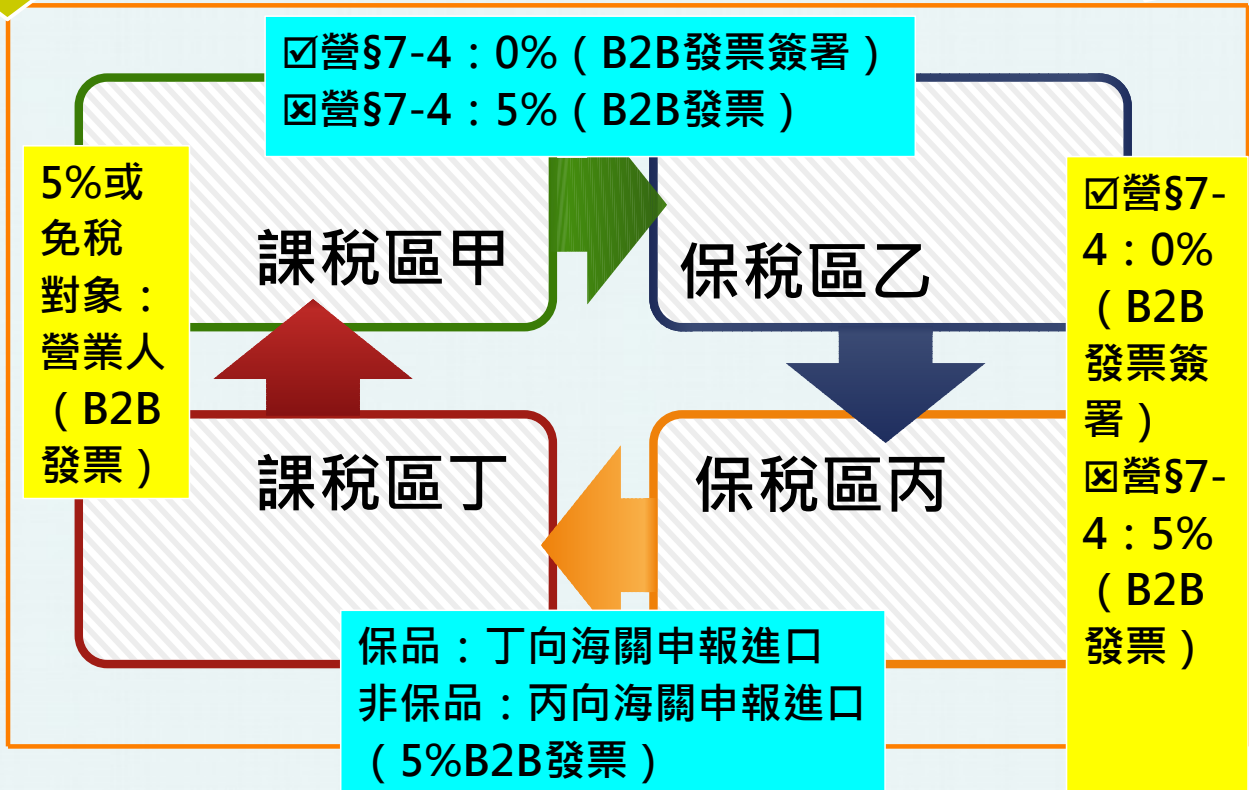 ☑營§7-4：0%（B2B發票簽署）
☒營§7-4：5%（B2B發票）
5%或
免稅
對象：
營業人
（B2B
發票）
課稅區甲
保稅區乙
☑營§7-
4：0%
（B2B
發票簽
署）
☒營§7-
4：5%
（B2B
發票）
課稅區丁
保稅區丙
保品：丁向海關申報進口
非保品：丙向海關申報進口
（5%B2B發票）